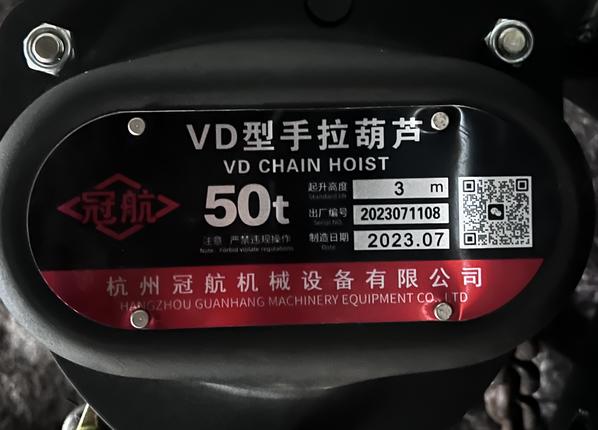 VD型手拉葫芦
VD CHAIN HOIST
冠航
50t
注意 严禁违规操作
Note: Forbid violate regulations
起升高度 3 m
Standard lift
出厂编号 2023071108
Serial NO.
制造日期 2023.07
Date
杭州冠航机械设备有限公司
HANGZHOU GUANHANG MACHINERY EQUIPMENT CO., LTD